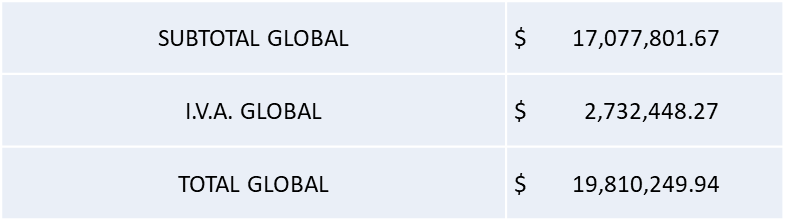 SUBTOTAL GLOBAL $ 17,077,801.67
I.V.A. GLOBAL $ 2,732,448.27
TOTAL GLOBAL $ 19,810,249.94